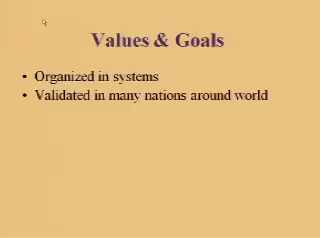 Values & Goals
• Organized in systems
• Validated in many nations around world